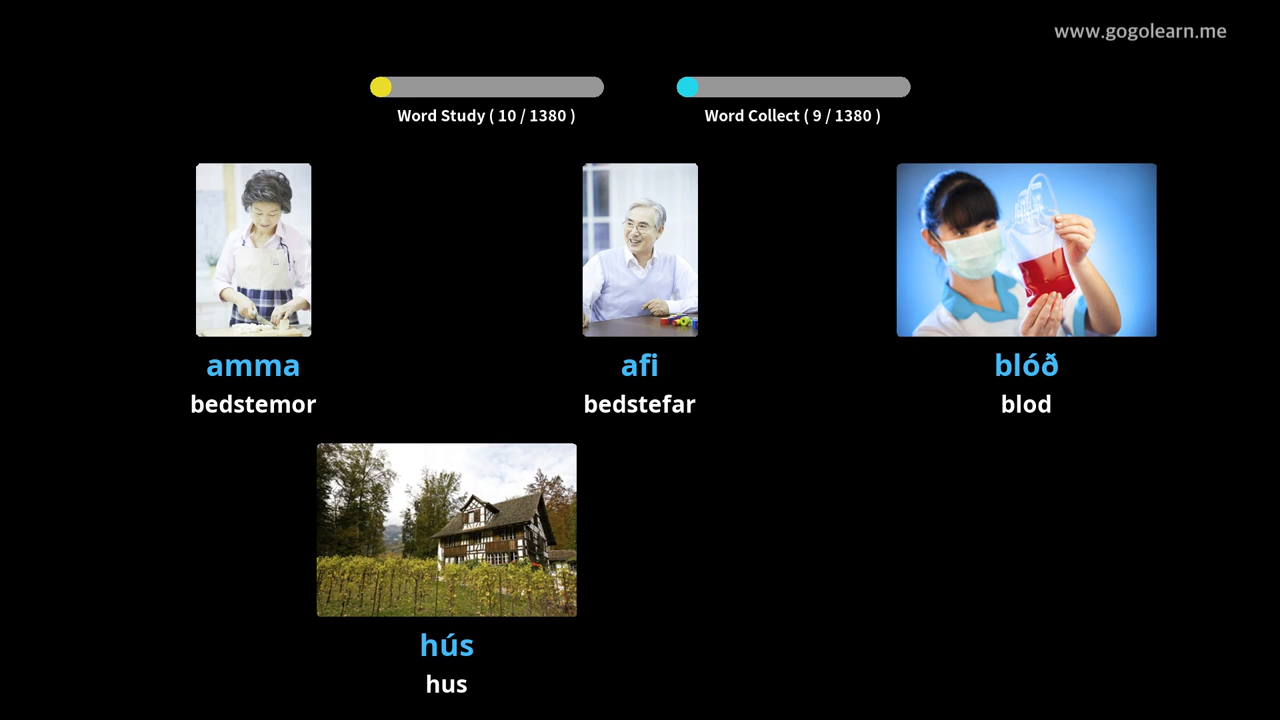 www.gogolearn.me
Word Study ( 10 / 1380 )
Word Collect ( 9 / 1380 )
amma
bedstemor
afi
bedstefar
blóð
blod
hús
hus